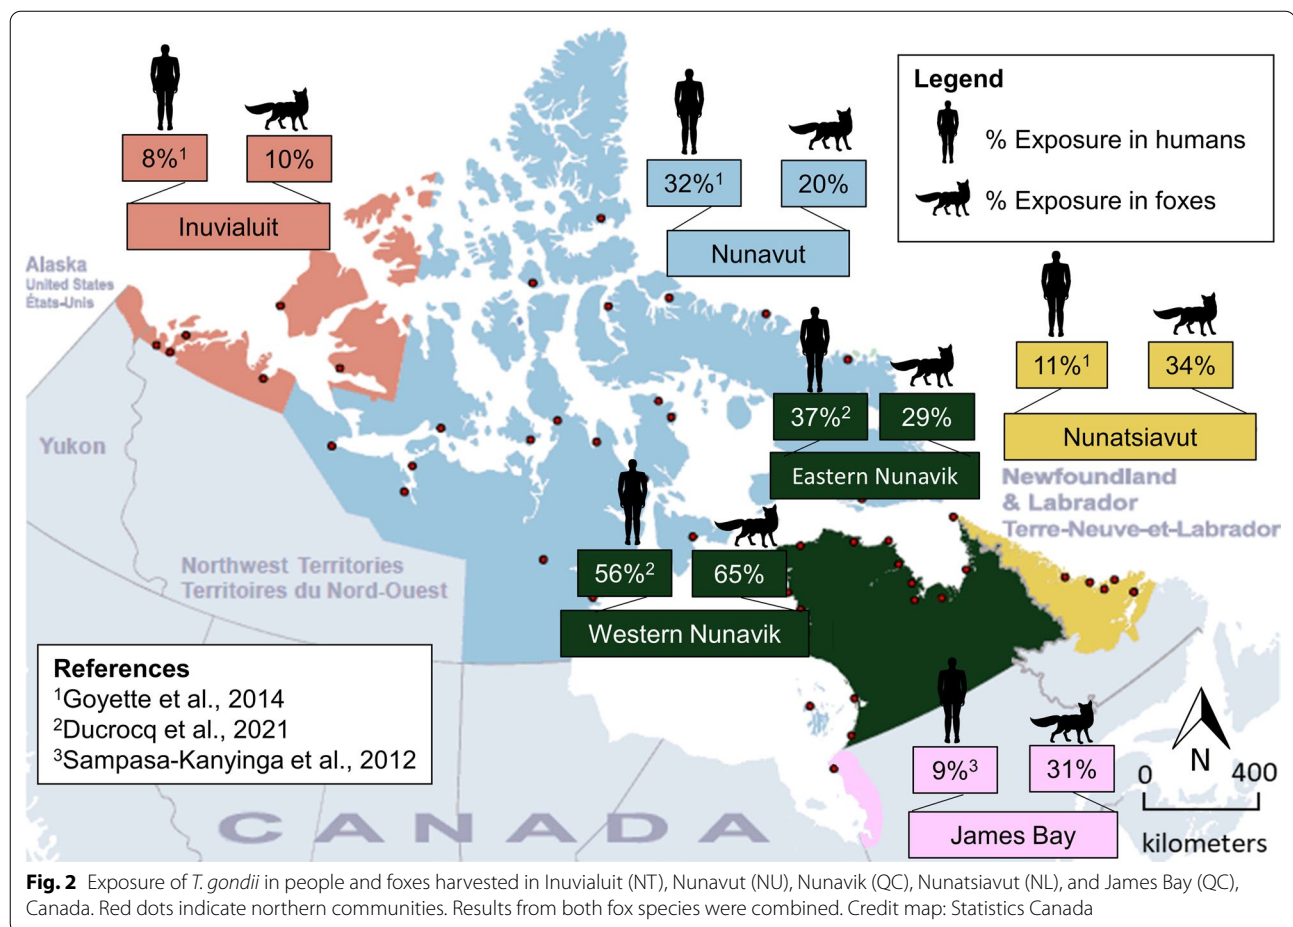 8%¹ 10%
Inuvialuit
32%¹ 20%
Nunavut
Legend
% Exposure in humans
% Exposure in foxes
Alaska
United States
États-Unis
11%¹ 34%
Nunatsiavut
37%² 29%
Eastern Nunavik
Yukon
Newfoundland
& Labrador
Terre-Neuve-et-Labrador
Northwest Territories
Territoires du Nord-Ouest
56%² 65%
Western Nunavik
References
¹Goyette et al., 2014
²Ducrocq et al., 2021
³Sampasa-Kanyinga et al., 2012
9%³ 31%
James Bay
N
0 400
kilometers
CANADA
Fig. 2 Exposure of T. gondii in people and foxes harvested in Inuvialuit (NT), Nunavut (NU), Nunavik (QC), Nunatsiavut (NL), and James Bay (QC),
Canada. Red dots indicate northern communities. Results from both fox species were combined. Credit map: Statistics Canada